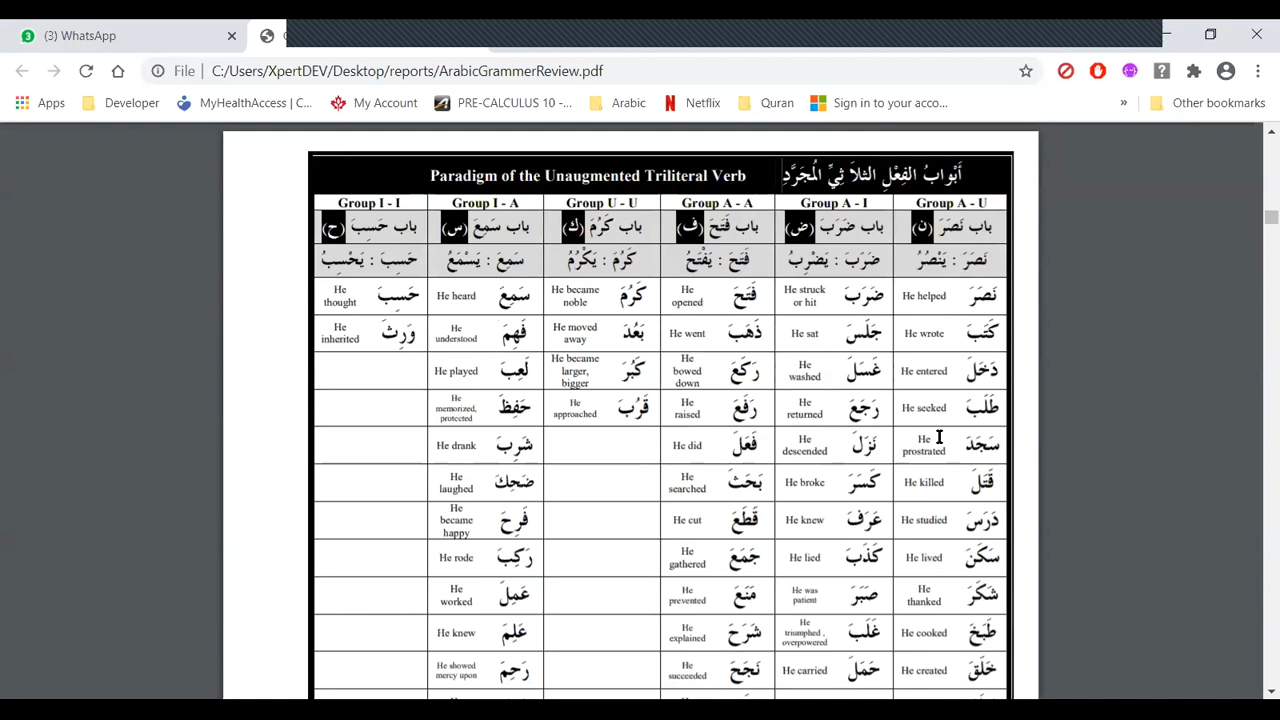 (3) WhatsApp
File | C:/Users/XpertDEV/Desktop/reports/ArabicGrammerReview.pdf
Apps Developer MyHealthAccess | C... My Account PRE-CALCULUS 10 -... Arabic Netflix Quran Sign in to your acco... » Other bookmarks
Paradigm of the Unaugmented Triliteral Verb أَبْوابُ الفِعْلِ الثلاَ ثِيِّ المُجَرَّدِ
Group I - I Group I - A Group U - U Group A - A Group A - I Group A - U
باب حَسِبَ (ح) باب سَمِعَ (س) باب كَرُمَ (ك) باب فَتَحَ (ف) باب ضَرَبَ (ض) باب نَصَرَ (ن)
حَسِبَ : يَحْسِبُ سَمِعَ : يَسْمَعُ كَرُمَ : يَكْرُمُ فَتَحَ : يَفْتَحُ ضَرَبَ : يَضْرِبُ نَصَرَ : يَنْصُرُ
He thought حَسِبَ He heard سَمِعَ He became noble كَرُمَ He opened فَتَحَ He struck or hit ضَرَبَ He helped نَصَرَ
He inherited وَرِثَ He understood فَهِمَ He moved away بَعُدَ He went ذَهَبَ He sat جَلَسَ He wrote كَتَبَ
He played لَعِبَ He became larger, bigger كَبُرَ He bowed down رَكَعَ He washed غَسَلَ He entered دَخَلَ
He memorized, protected حَفِظَ He approached قَرُبَ He raised رَفَعَ He returned رَجَعَ He seeked طَلَبَ
He drank شَرِبَ He did فَعَلَ He descended نَزَلَ He prostrated سَجَدَ
He laughed ضَحِكَ He searched بَحَثَ He broke كَسَرَ He killed قَتَلَ
He became happy فَرِحَ He cut قَطَعَ He knew عَرَفَ He studied دَرَسَ
He rode رَكِبَ He gathered جَمَعَ He lied كَذَبَ He lived سَكَنَ
He worked عَمِلَ He prevented مَنَعَ He was patient صَبَرَ He thanked شَكَرَ
He knew عَلِمَ He explained شَرَحَ He triumphed , overpowered غَلَبَ He cooked طَبَخَ
He showed mercy upon رَحِمَ He succeeded نَجَحَ He carried حَمَلَ He created خَلَقَ